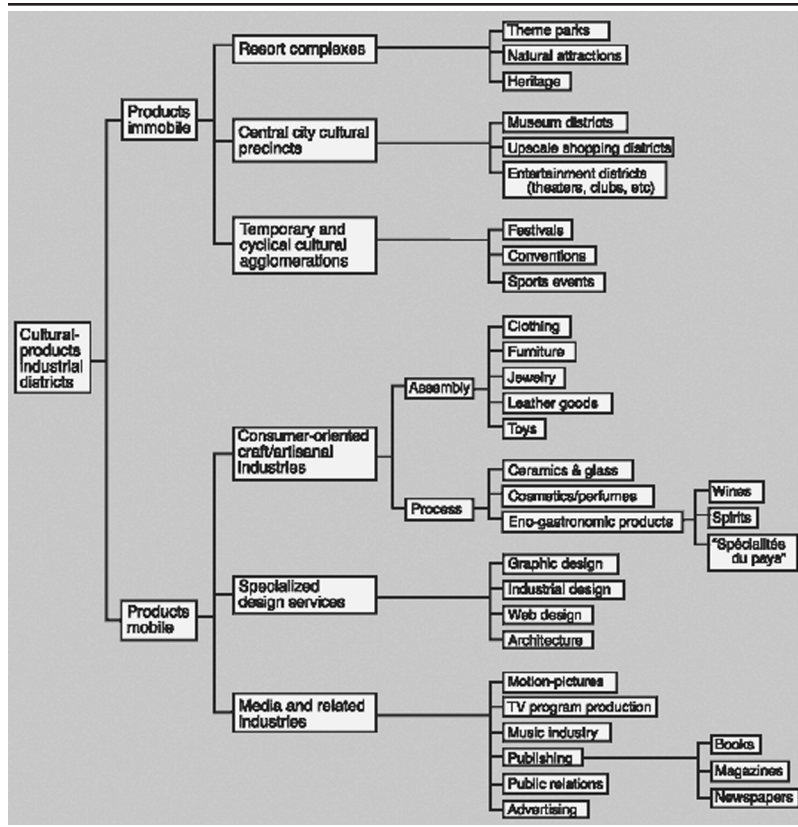 Cultural-
products
industrial
districts
Products
immobile
Resort complexes
Theme parks
Natural attractions
Heritage
Central city cultural
precincts
Museum districts
Upscale shopping districts
Entertainment districts
(theaters, clubs, etc)
Temporary and
cyclical cultural
agglomerations
Festivals
Conventions
Sports events
Products
mobile
Consumer-oriented
craft/artisanal
industries
Assembly
Clothing
Furniture
Jewelry
Leather goods
Toys
Process
Ceramics & glass
Cosmetics/perfumes
Eno-gastronomic products
Wines
Spirits
"Spécialités
du pays"
Specialized
design services
Graphic design
Industrial design
Web design
Architecture
Media and related
industries
Motion-pictures
TV program production
Music industry
Publishing
Books
Magazines
Newspapers
Public relations
Advertising